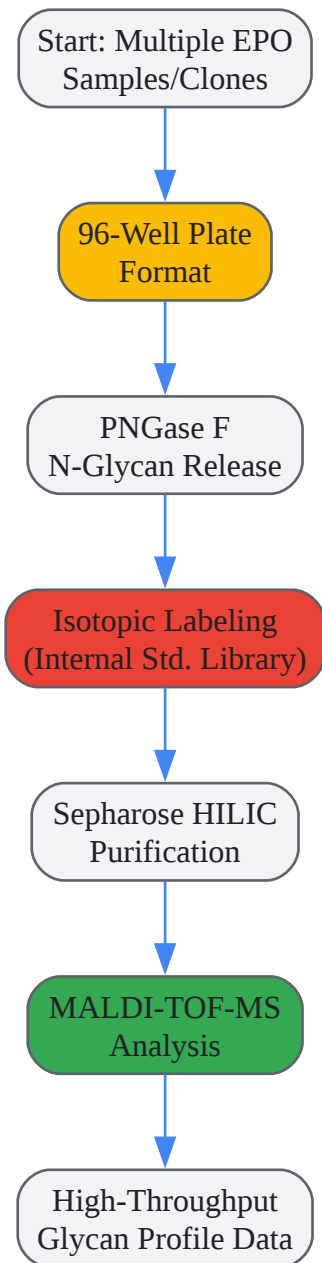 Start: Multiple EPO
Samples/Clones
96-Well Plate
Format
PNGase F
N-Glycan Release
Isotopic Labeling
(Internal Std. Library)
Sepharose HILIC
Purification
MALDI-TOF-MS
Analysis
High-Throughput
Glycan Profile Data